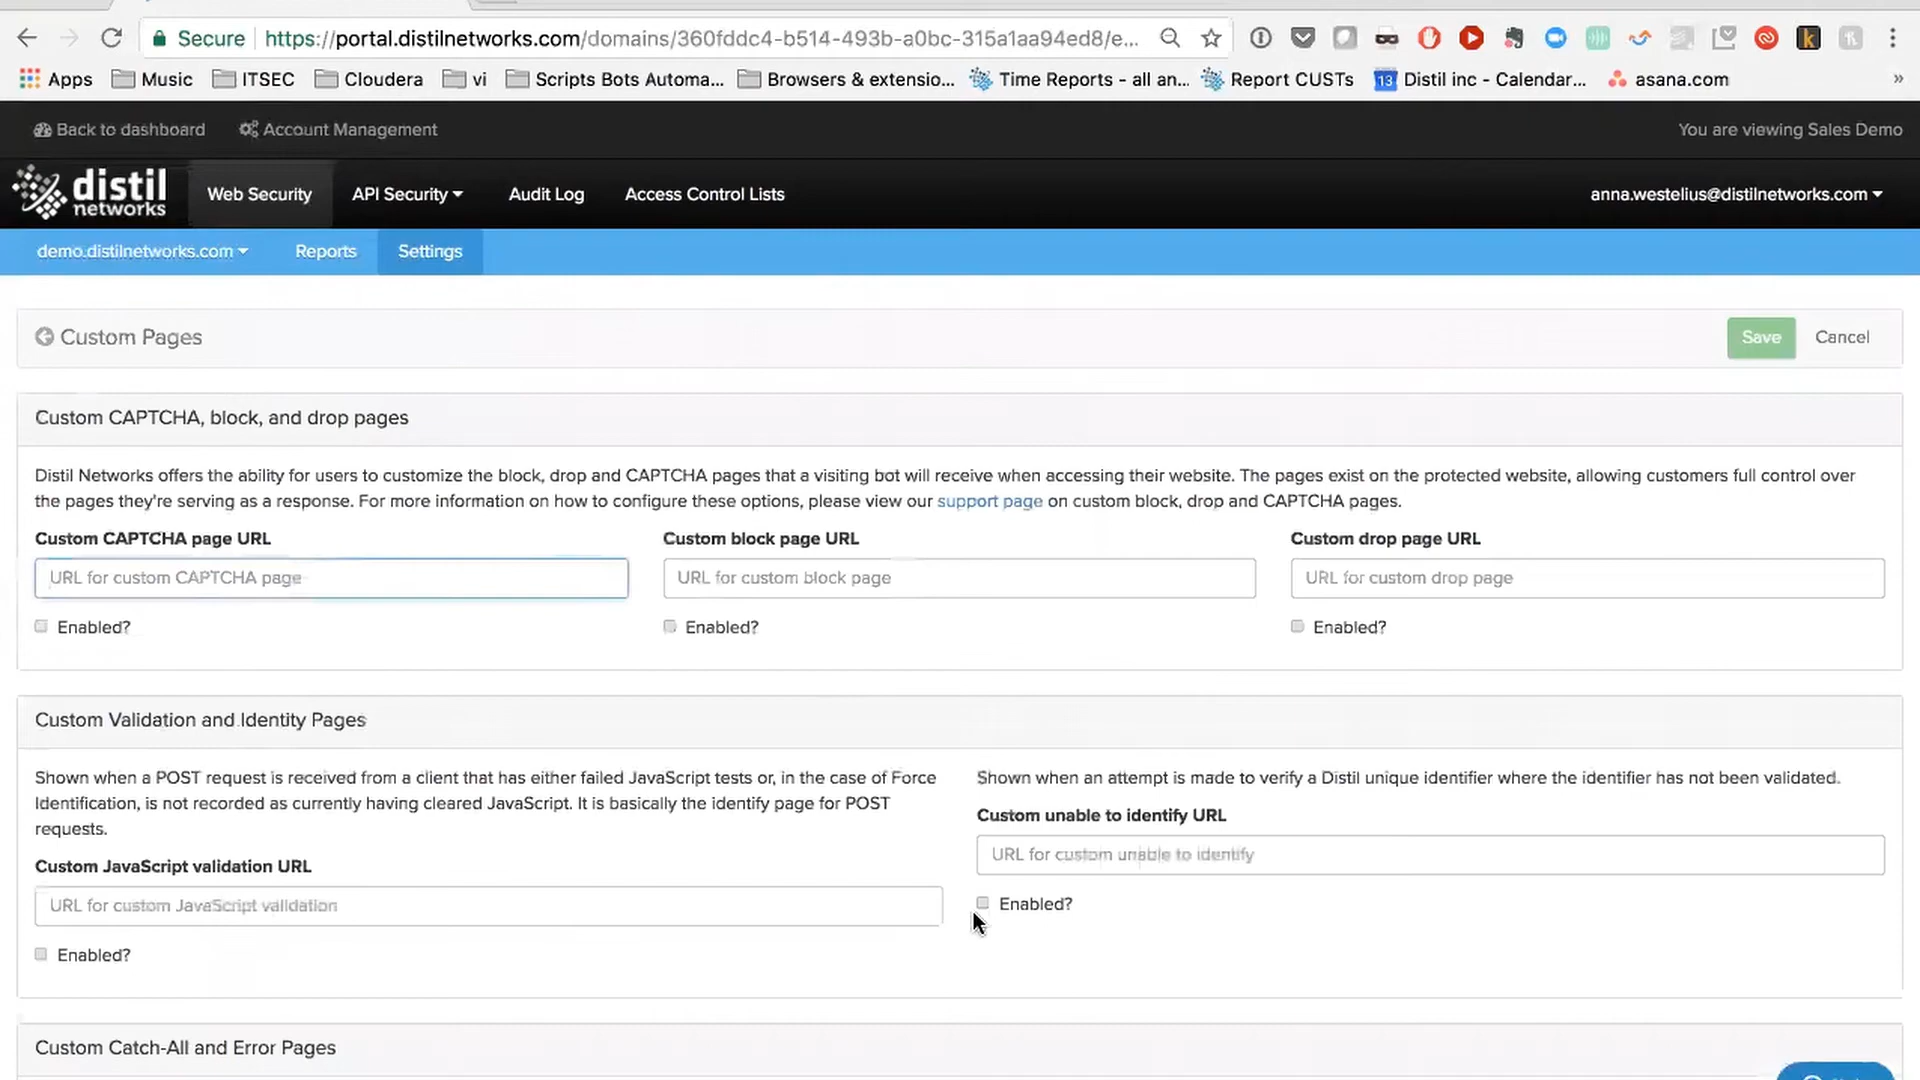 Secure https://portal.distilnetworks.com/domains/360fddc4-b514-493b-a0bc-315a1aa94ed8/e...
Apps Music ITSEC Cloudera vi Scripts Bots Automa... Browsers & extensio... Time Reports - all an... Report CUSTs 13 Distil inc - Calendar... asana.com »
Back to dashboard Account Management You are viewing Sales Demo
distil networks Web Security API Security Audit Log Access Control Lists anna.westelius@distilnetworks.com
demo.distilnetworks.com Reports Settings
Custom Pages Save Cancel
Custom CAPTCHA, block, and drop pages
Distil Networks offers the ability for users to customize the block, drop and CAPTCHA pages that a visiting bot will receive when accessing their website. The pages exist on the protected website, allowing customers full control over
the pages they're serving as a response. For more information on how to configure these options, please view our support page on custom block, drop and CAPTCHA pages.
Custom CAPTCHA page URL Custom block page URL Custom drop page URL
URL for custom CAPTCHA page URL for custom block page URL for custom drop page
Enabled? Enabled? Enabled?
Custom Validation and Identity Pages
Shown when a POST request is received from a client that has either failed JavaScript tests or, in the case of Force
Identification, is not recorded as currently having cleared JavaScript. It is basically the identify page for POST
requests.
Custom JavaScript validation URL
URL for custom JavaScript validation
Enabled?
Shown when an attempt is made to verify a Distil unique identifier where the identifier has not been validated.
Custom unable to identify URL
URL for custom unable to identify
Enabled?
Custom Catch-All and Error Pages